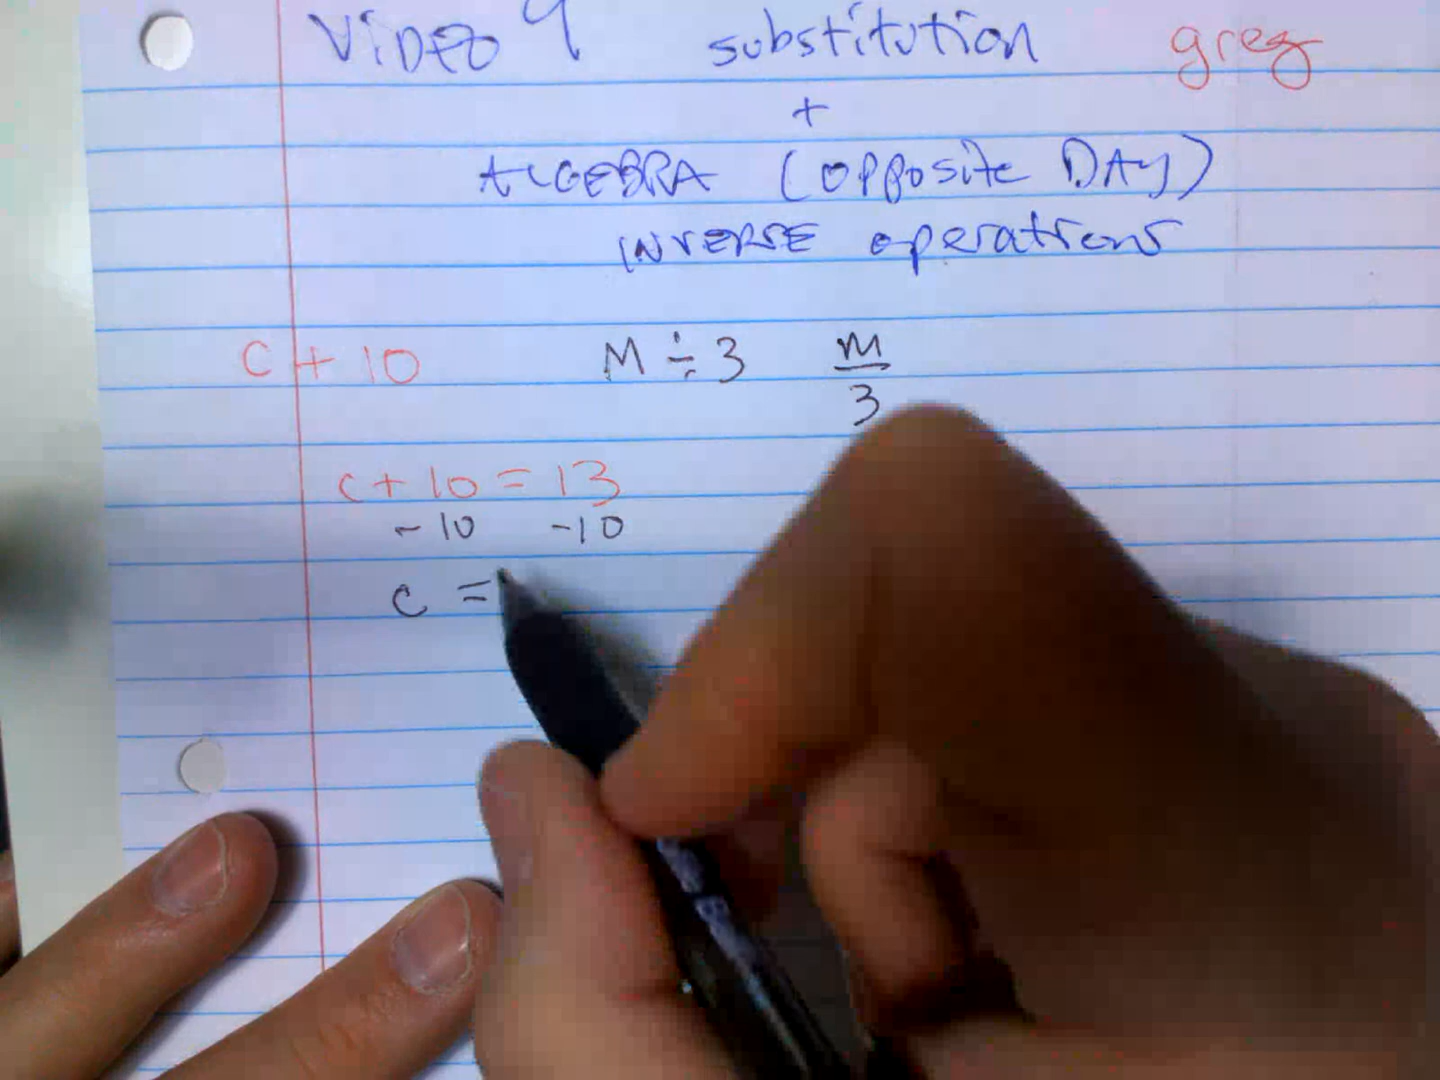 ViDEO 9 substitution greg
+
ALGEBRA (opposite DAy)
INVERSE operations
C + 10 M ÷ 3 m/3
c + 10 = 13
- 10 - 10
c =